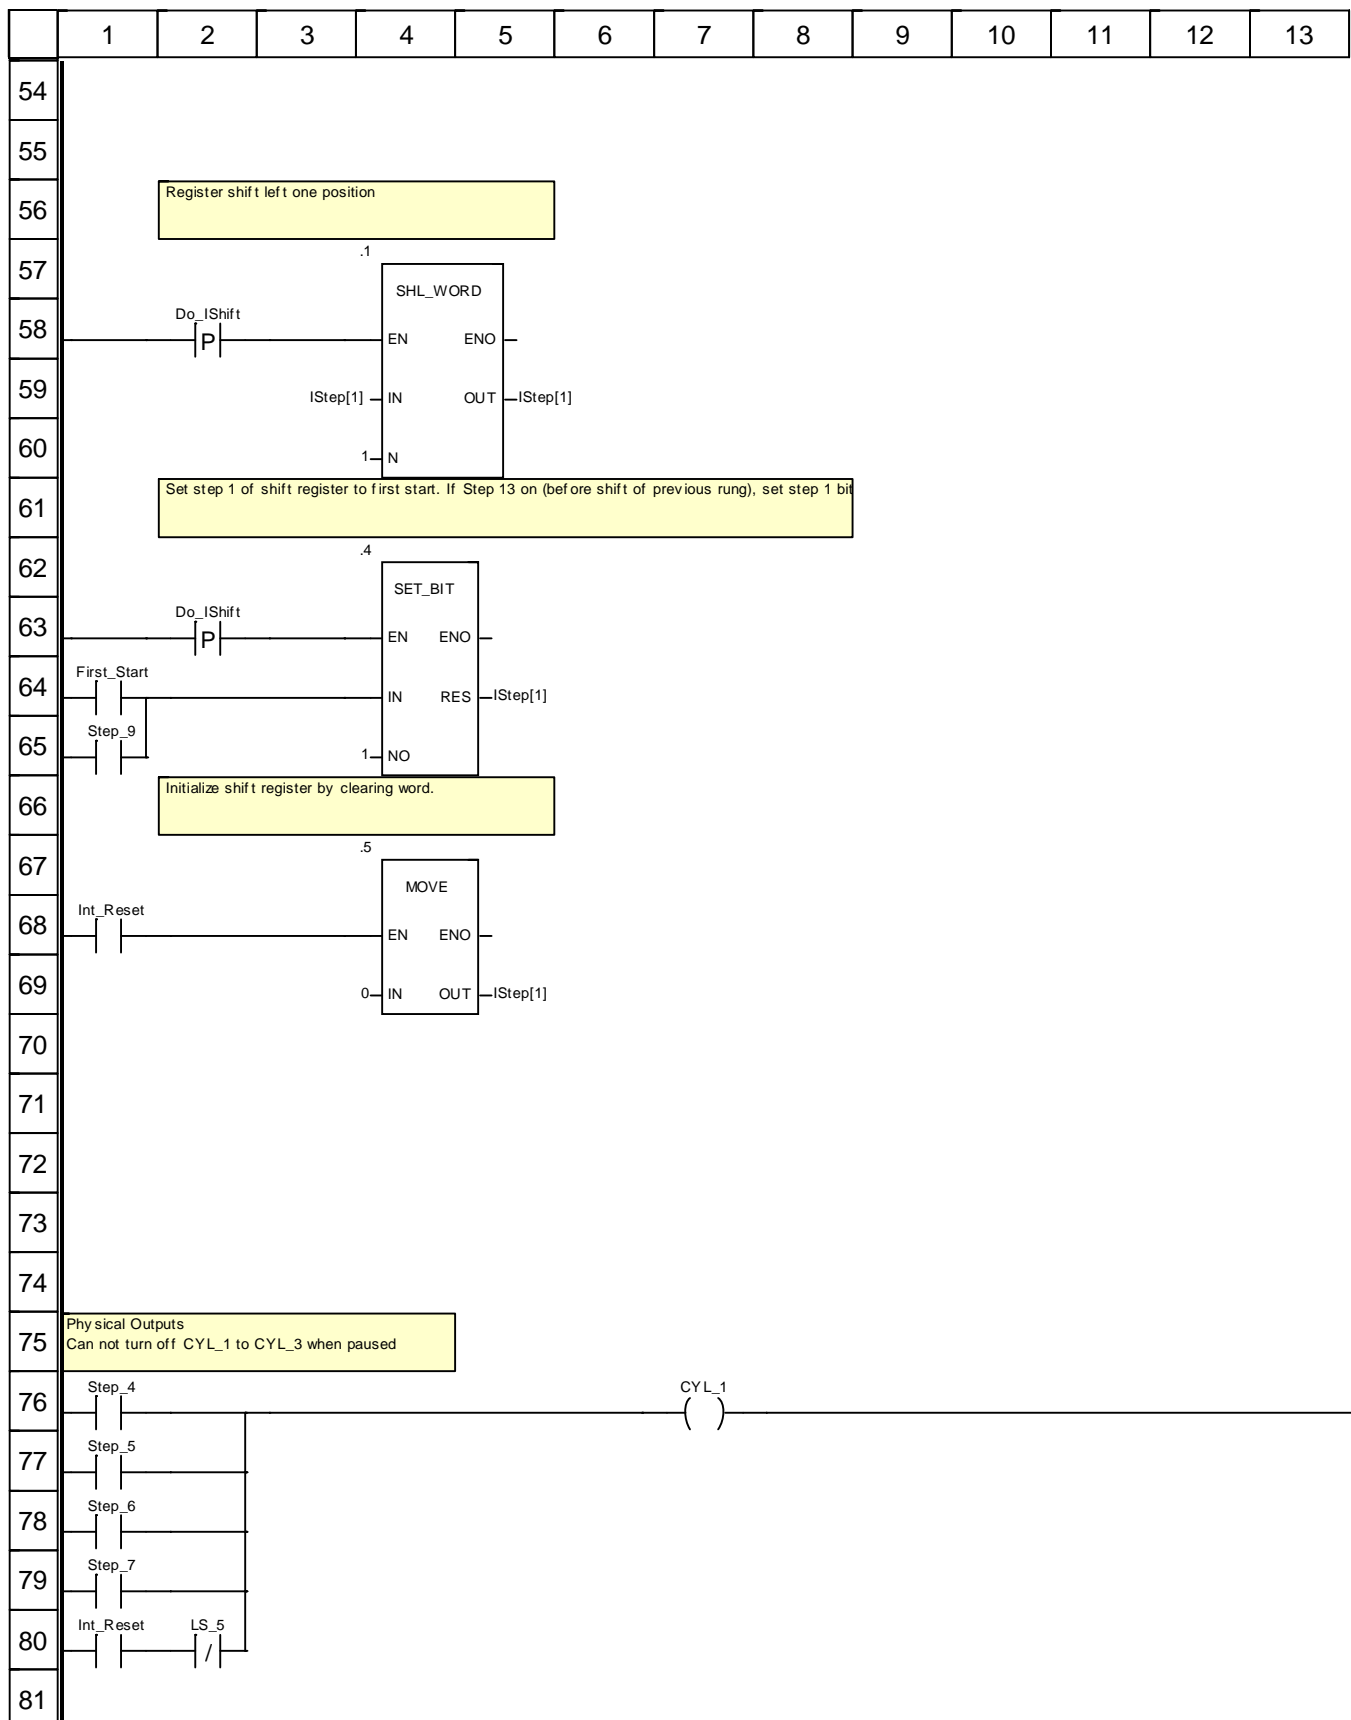 1 2 3 4 5 6 7 8 9 10 11 12 13
54
55
56 Register shift left one position
.1
57 SHL_WORD
Do_IShift
58 P EN ENO
59 IStep[1] IN OUT IStep[1]
60 1 N
61 Set step 1 of shift register to first start. If Step 13 on (before shift of previous rung), set step 1 bit
.4
62 SET_BIT
Do_IShift
63 P EN ENO
First_Start
64 IN RES IStep[1]
Step_9
65 1 NO
66 Initialize shift register by clearing word.
.5
67 MOVE
Int_Reset
68 EN ENO
69 0 IN OUT IStep[1]
70
71
72
73
74
Physical Outputs
75 Can not turn off CYL_1 to CYL_3 when paused
Step_4 CYL_1
76
Step_5
77
Step_6
78
Step_7
79
Int_Reset LS_5
80 /
81